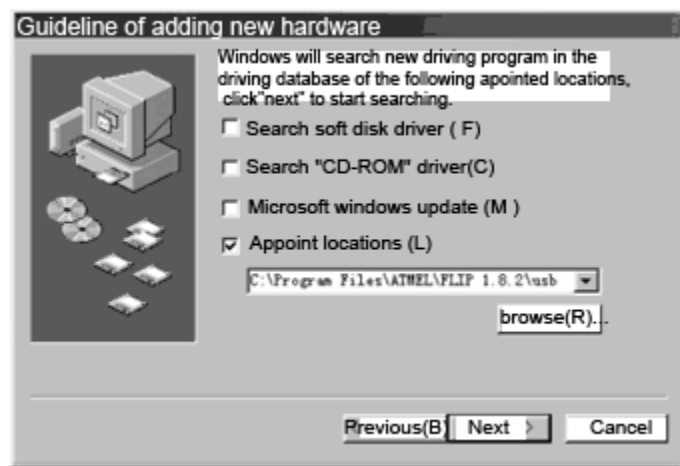 Guideline of adding new hardware
Windows will search new driving program in the
driving database of the following apointed locations,
click"next" to start searching.
Search soft disk driver ( F)
Search "CD-ROM" driver(C)
Microsoft windows update (M )
Appoint locations (L)
C:\Program Files\ATMEL\FLIP 1.8.2\usb
browse(R)...
Previous(B) Next >  Cancel